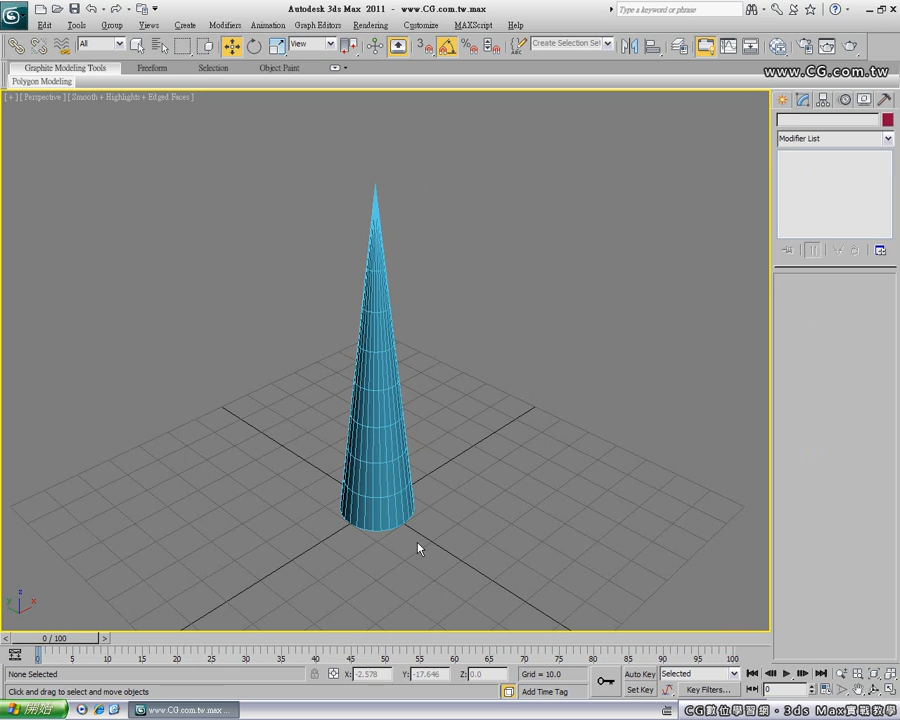 Autodesk 3ds Max 2011 - www.CG.com.tw.max
Type a keyword or phrase
Edit Tools Group Views Create Modifiers Animation Graph Editors Rendering Customize MAXScript Help
All View 3 Create Selection Set
Graphite Modeling Tools Freeform Selection Object Paint
www.CG.com.tw
Polygon Modeling
[ + ] [ Perspective ] [ Smooth + Highlights + Edged Faces ]
Modifier List
z
y x
< 0 / 100 >
0 5 10 15 20 25 30 35 40 45 50 55 60 65 70 75 80 85 90 95 100
None Selected X: -2.578 Y: -17.646 Z: 0.0 Grid = 10.0 Auto Key Selected
Click and drag to select and move objects Add Time Tag Set Key Key Filters... 0
開始 www.CG.com.tw.max ... CG數位學習網・3ds Max實戰教學